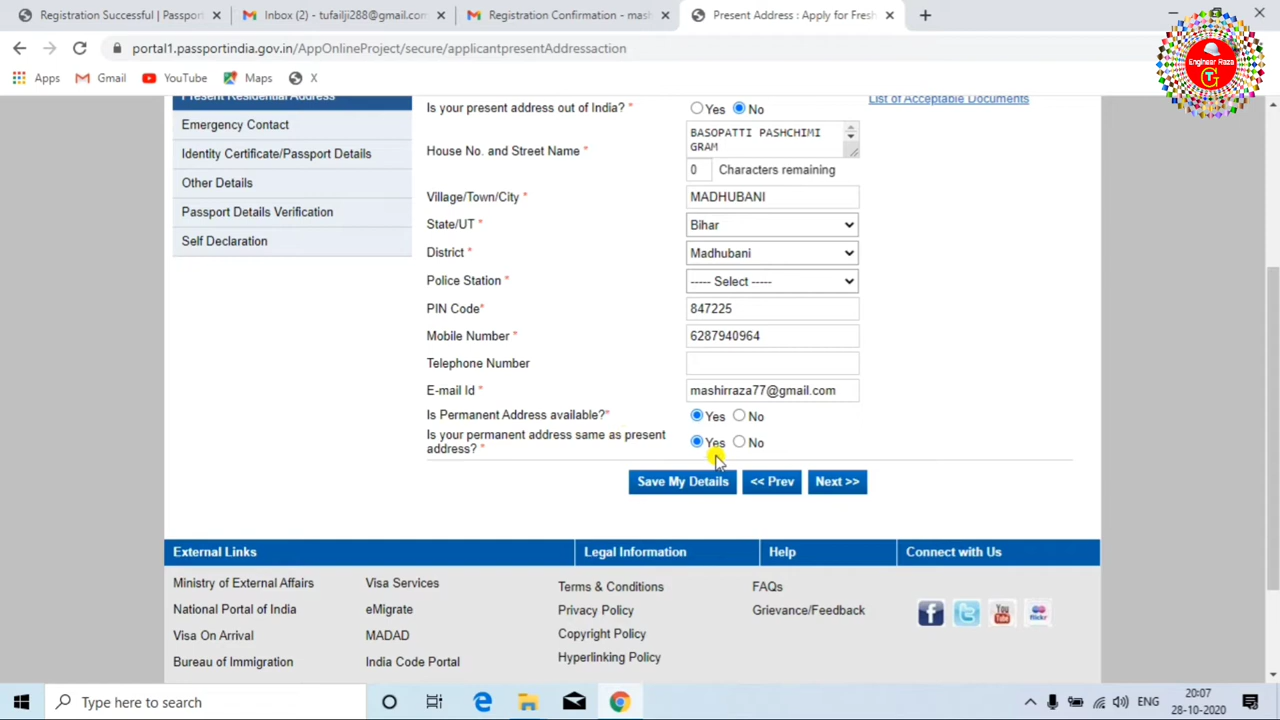 Registration Successful | Passport
Inbox (2) - tufailji288@gmail.com
Registration Confirmation - mash
Present Address : Apply for Fresh
portal1.passportindia.gov.in/AppOnlineProject/secure/applicantpresentAddressaction
Apps
Gmail
YouTube
Maps
X
Engineer Raza
Present Residential Address
Emergency Contact
Identity Certificate/Passport Details
Other Details
Passport Details Verification
Self Declaration
Is your present address out of India? * Yes No
List of Acceptable Documents
House No. and Street Name * BASOPATTI PASHCHIMI
GRAM
0 Characters remaining
Village/Town/City * MADHUBANI
State/UT * Bihar
District * Madhubani
Police Station * ----- Select -----
PIN Code* 847225
Mobile Number * 6287940964
Telephone Number
E-mail Id * mashirraza77@gmail.com
Is Permanent Address available?* Yes No
Is your permanent address same as present
address? * Yes No
Save My Details
<< Prev
Next >>
External Links
Legal Information
Help
Connect with Us
Ministry of External Affairs
Visa Services
Terms & Conditions
FAQs
National Portal of India
eMigrate
Privacy Policy
Grievance/Feedback
Visa On Arrival
MADAD
Copyright Policy
Bureau of Immigration
India Code Portal
Hyperlinking Policy
You
Tube
flickr
Type here to search
ENG
20:07
28-10-2020